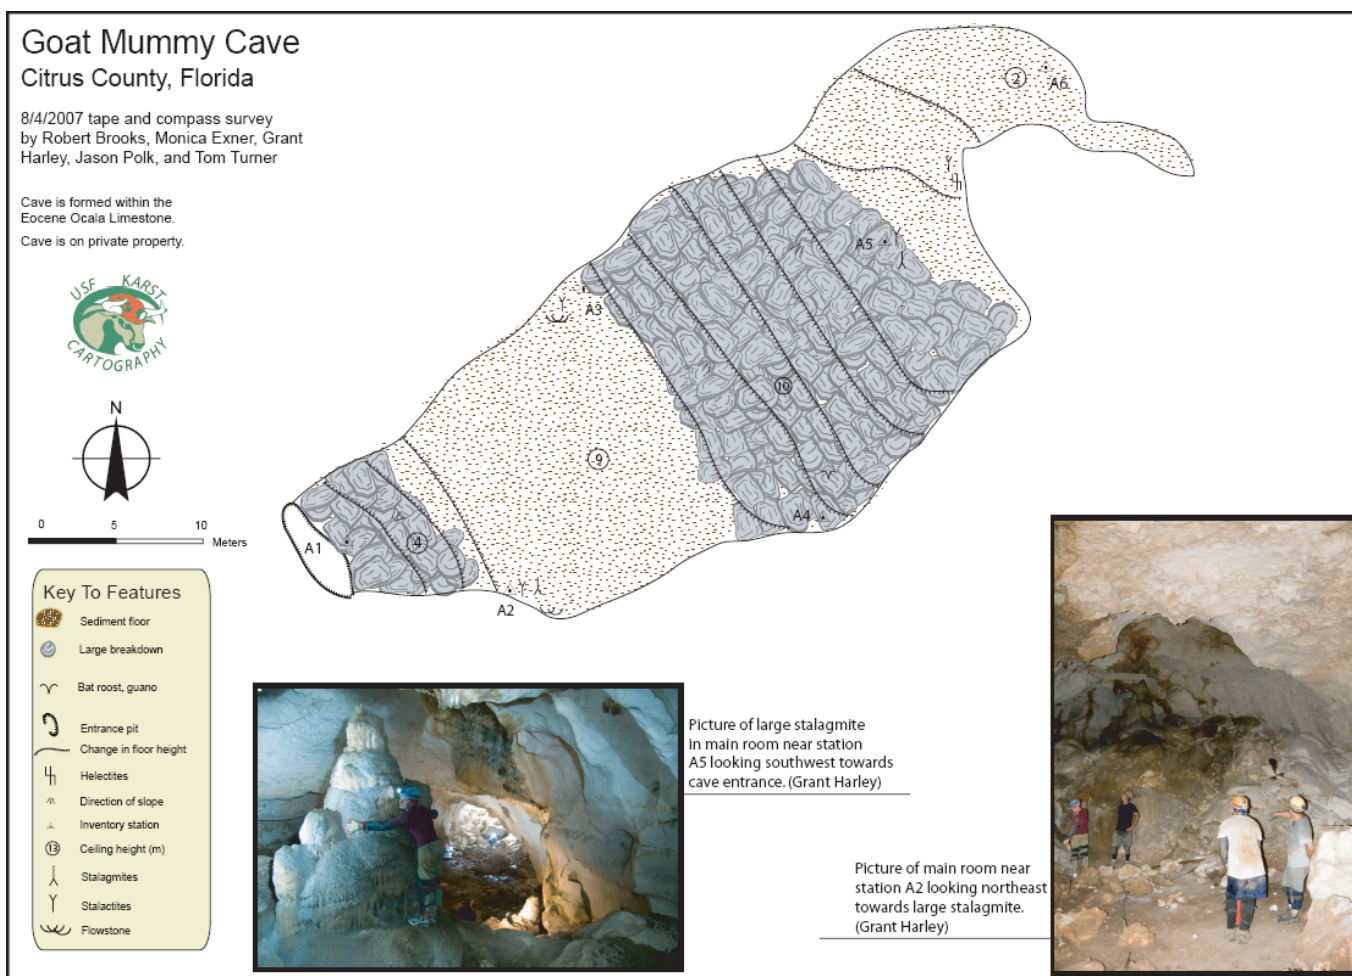 Goat Mummy Cave
Citrus County, Florida
8/4/2007 tape and compass survey
by Robert Brooks, Monica Exner, Grant
Harley, Jason Polk, and Tom Turner
Cave is formed within the
Eocene Ocala Limestone.
Cave is on private property.
USF KARST
CARTOGRAPHY
N
0 5 10
Meters
Key To Features
Sediment floor
Large breakdown
Bat roost, guano
Entrance pit
Change in floor height
Helectites
Direction of slope
Inventory station
13 Ceiling height (m)
Stalagmites
Stalactites
Flowstone
2
A6
A5
A3
10
9
A4
A1
4
A2
Picture of large stalagmite
in main room near station
A5 looking southwest towards
cave entrance. (Grant Harley)
Picture of main room near
station A2 looking northeast
towards large stalagmite.
(Grant Harley)